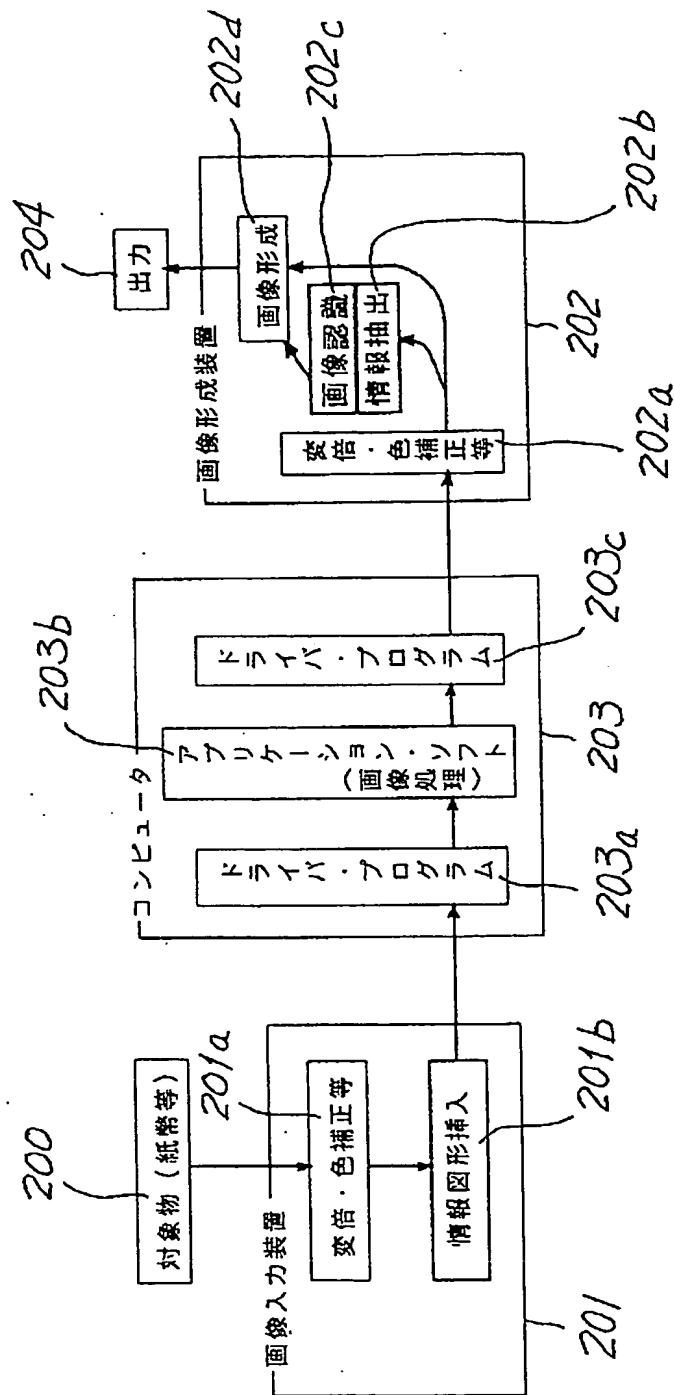 200
対象物(紙幣等)
画像入力装置
201a
変倍・色補正等
情報図形挿入
201b
201
コンピュータ
203b
ドライバ・プログラム
203a
アプリケーション・ソフト
(画像処理)
ドライバ・プログラム
203c
203
204
出力
画像形成装置
変倍・色補正等
202a
画像認識
情報抽出
202c
202b
画像形成
202d
202